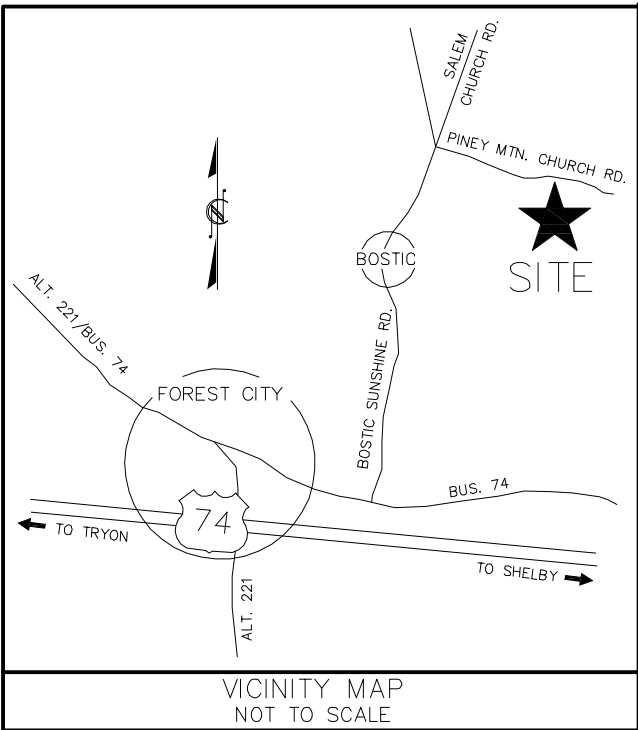 SALEM
CHURCH RD.
PINEY MTN. CHURCH RD.
N
BOSTIC
SITE
ALT. 221/BUS. 74
BOSTIC SUNSHINE RD.
FOREST CITY
BUS. 74
74
TO TRYON
TO SHELBY
ALT. 221
VICINITY MAP
NOT TO SCALE